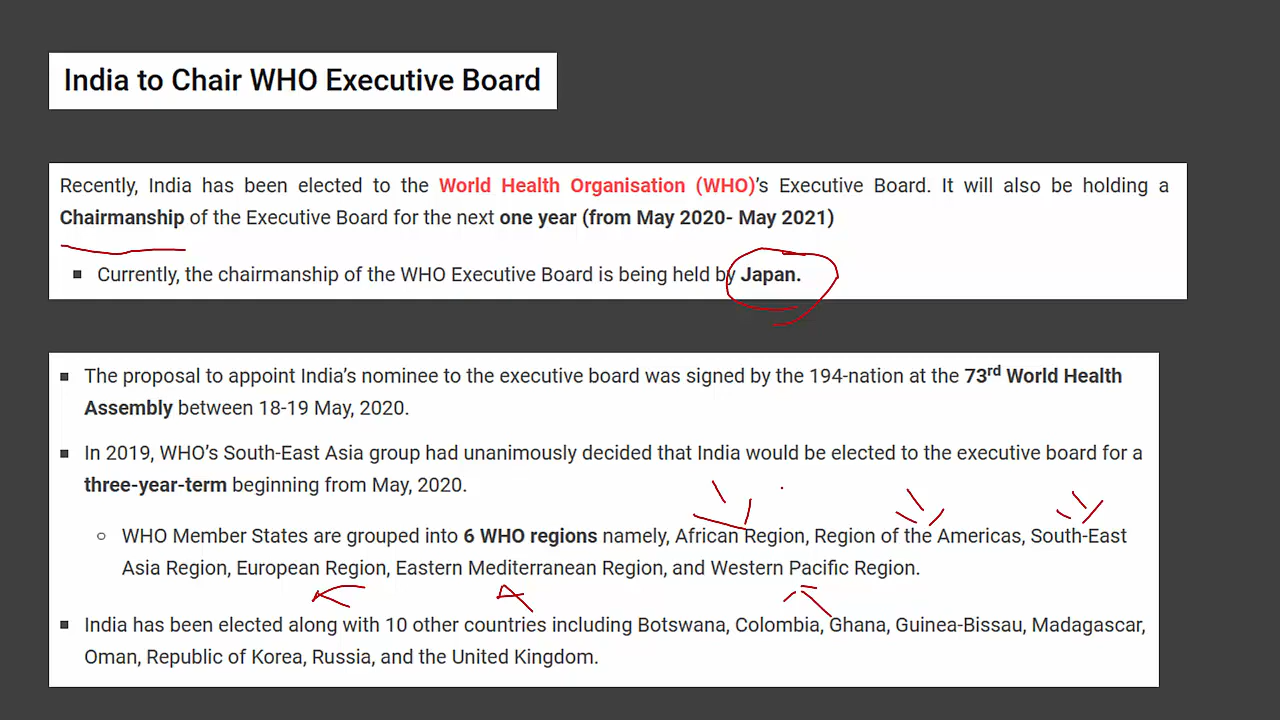 India to Chair WHO Executive Board
Recently, India has been elected to the World Health Organisation (WHO)'s Executive Board. It will also be holding a
Chairmanship of the Executive Board for the next one year (from May 2020- May 2021)
▪ Currently, the chairmanship of the WHO Executive Board is being held by Japan.
▪ The proposal to appoint India's nominee to the executive board was signed by the 194-nation at the 73rd World Health
Assembly between 18-19 May, 2020.
▪ In 2019, WHO's South-East Asia group had unanimously decided that India would be elected to the executive board for a
three-year-term beginning from May, 2020.
○ WHO Member States are grouped into 6 WHO regions namely, African Region, Region of the Americas, South-East
Asia Region, European Region, Eastern Mediterranean Region, and Western Pacific Region.
▪ India has been elected along with 10 other countries including Botswana, Colombia, Ghana, Guinea-Bissau, Madagascar,
Oman, Republic of Korea, Russia, and the United Kingdom.